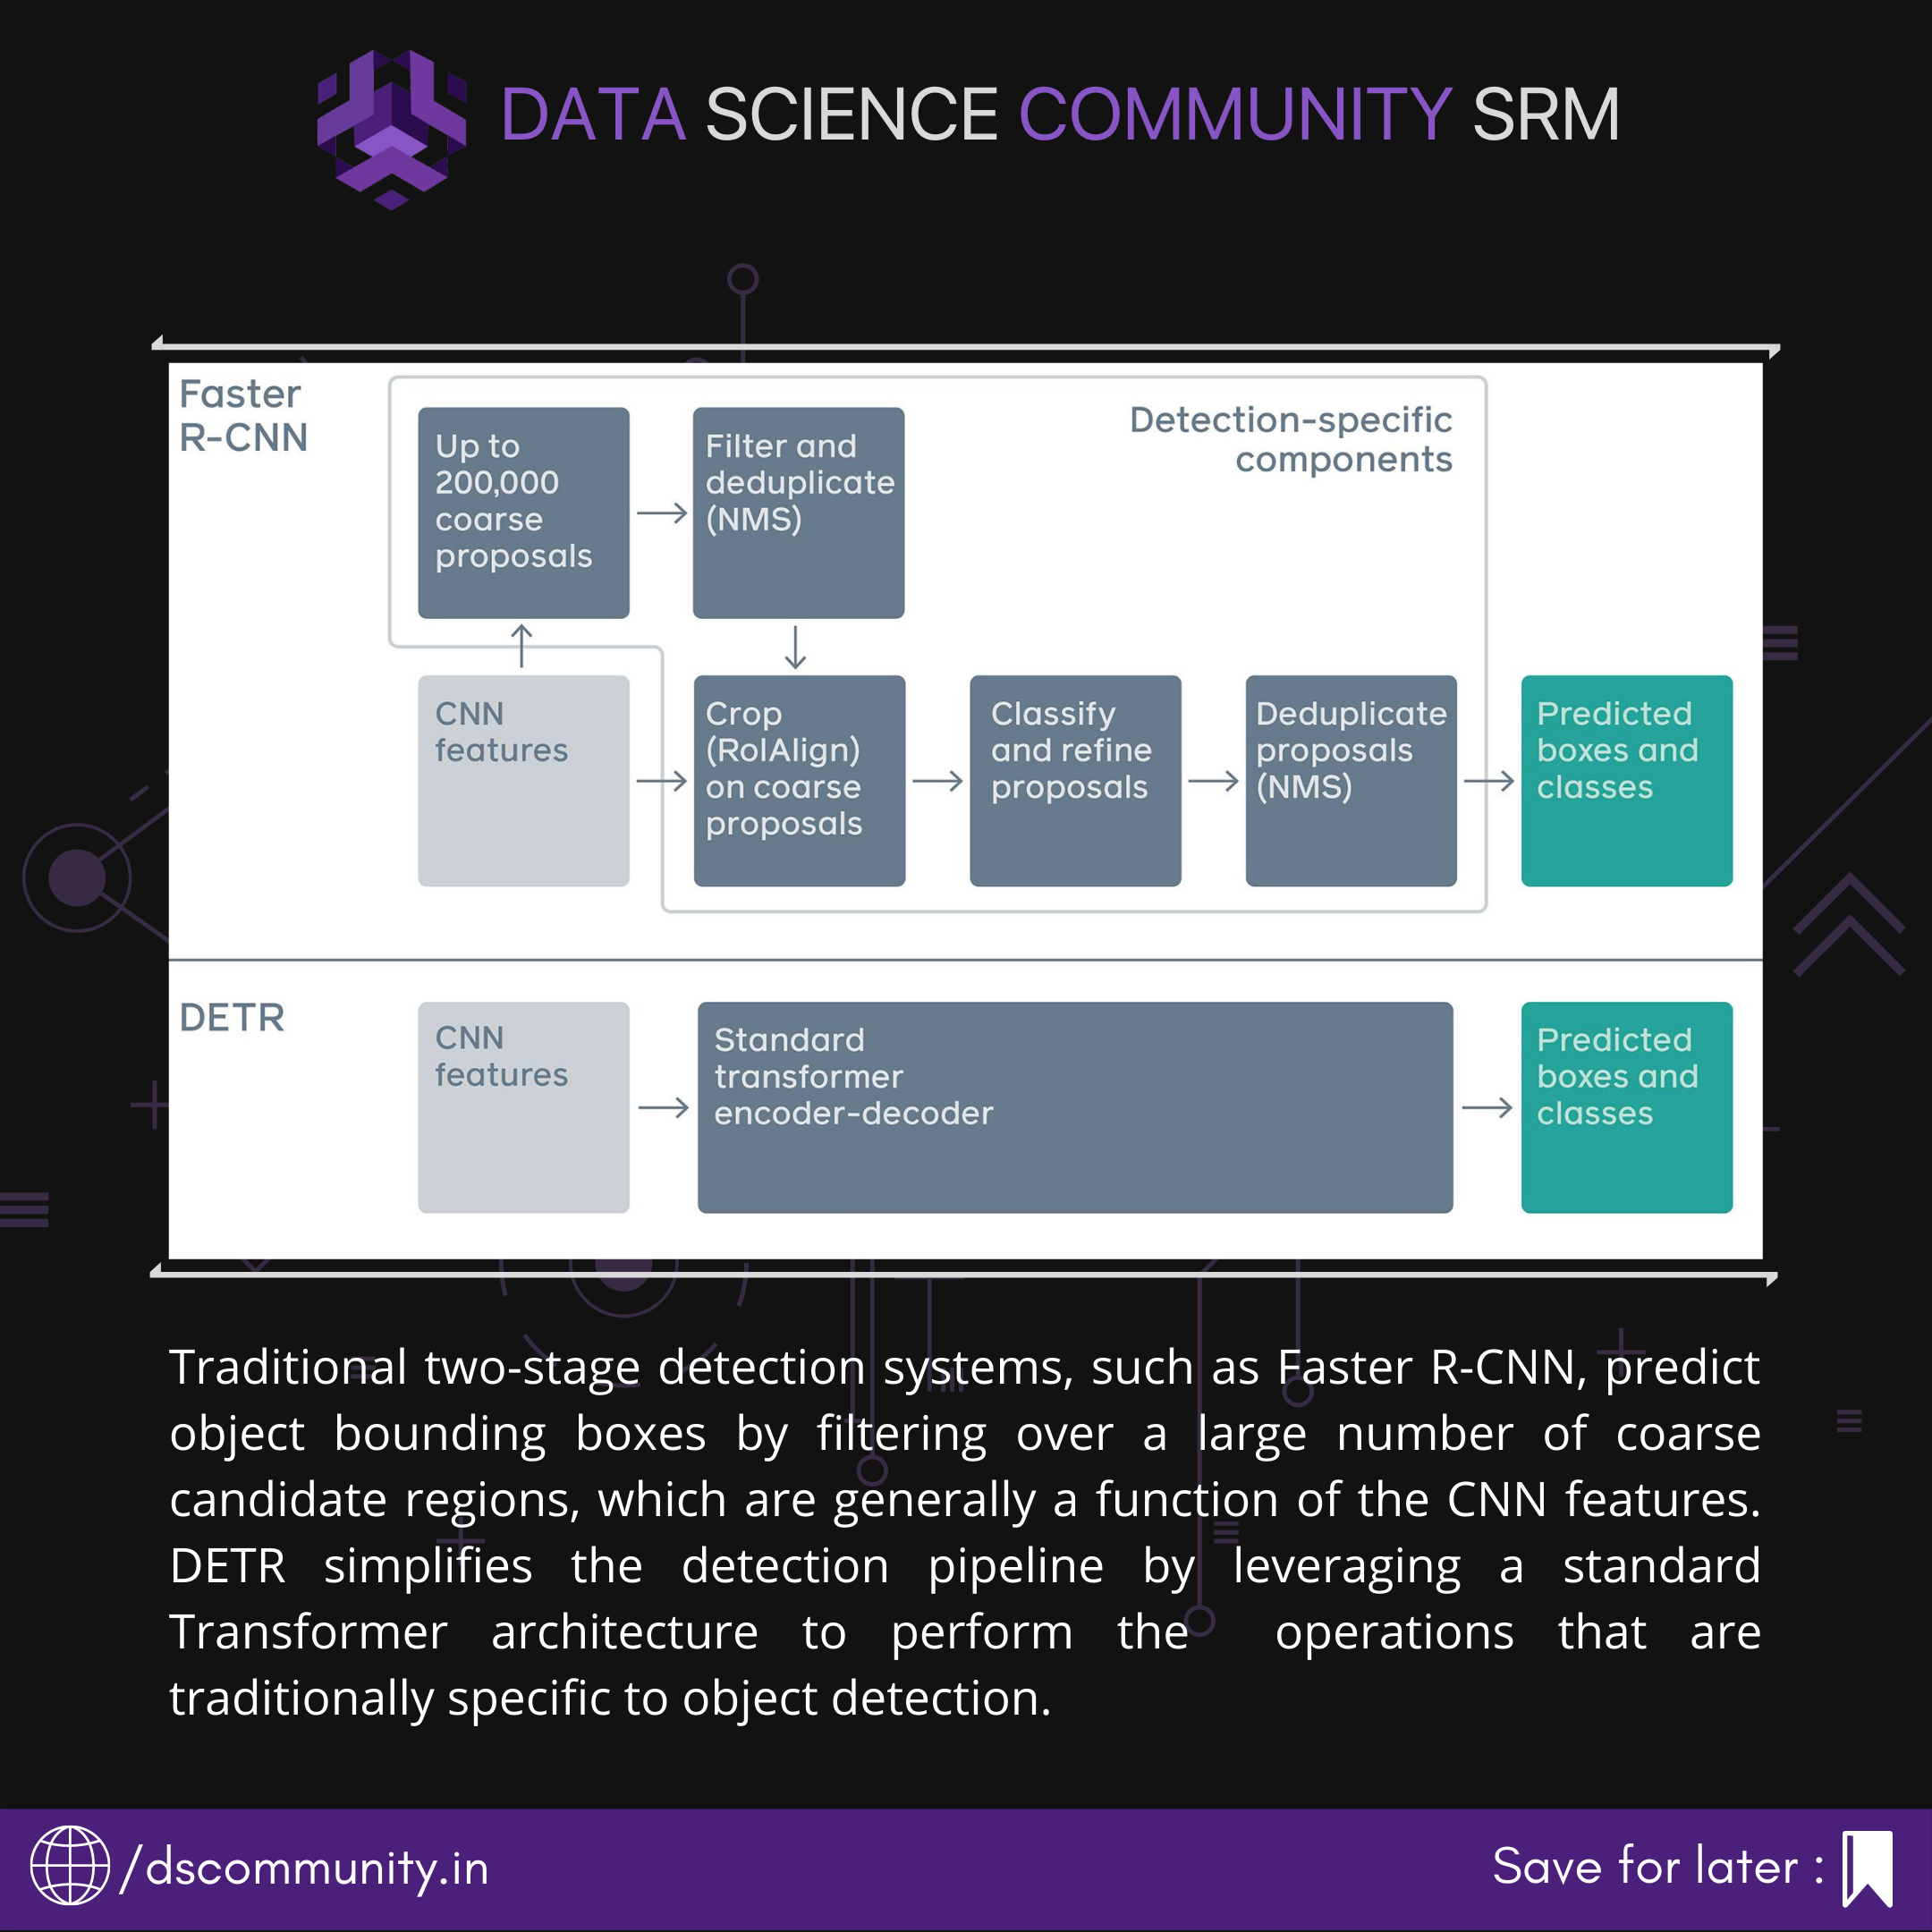 DATA SCIENCE COMMUNITY SRM
Faster
R-CNN
Detection-specific
components
Up to
200,000
coarse
proposals
Filter and
deduplicate
(NMS)
CNN
features
Crop
(RoIAlign)
on coarse
proposals
Classify
and refine
proposals
Deduplicate
proposals
(NMS)
Predicted
boxes and
classes
DETR
CNN
features
Standard
transformer
encoder-decoder
Predicted
boxes and
classes
Traditional two-stage detection systems, such as Faster R-CNN, predict
object bounding boxes by filtering over a large number of coarse
candidate regions, which are generally a function of the CNN features.
DETR simplifies the detection pipeline by leveraging a standard
Transformer architecture to perform the operations that are
traditionally specific to object detection.
/dscommunity.in
Save for later :